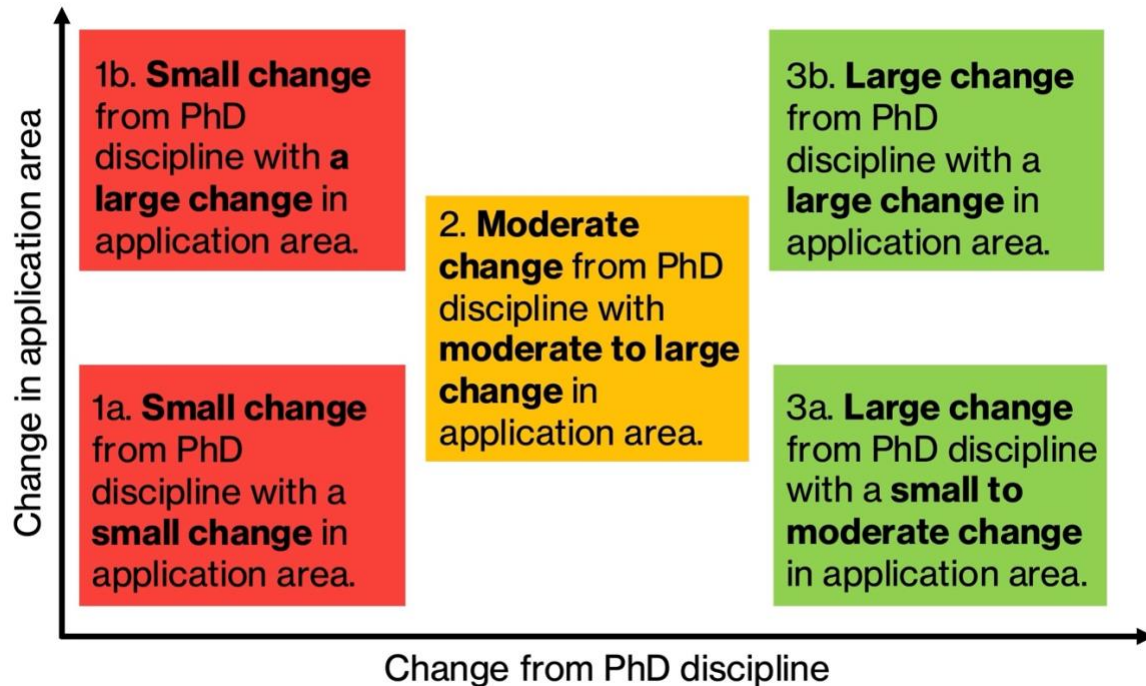 Change in application area
1b. Small change
from PhD
discipline with a
large change in
application area.
3b. Large change
from PhD
discipline with a
large change in
application area.
2. Moderate
change from PhD
discipline with
moderate to large
change in
application area.
1a. Small change
from PhD
discipline with a
small change in
application area.
3a. Large change
from PhD discipline
with a small to
moderate change
in application area.
Change from PhD discipline